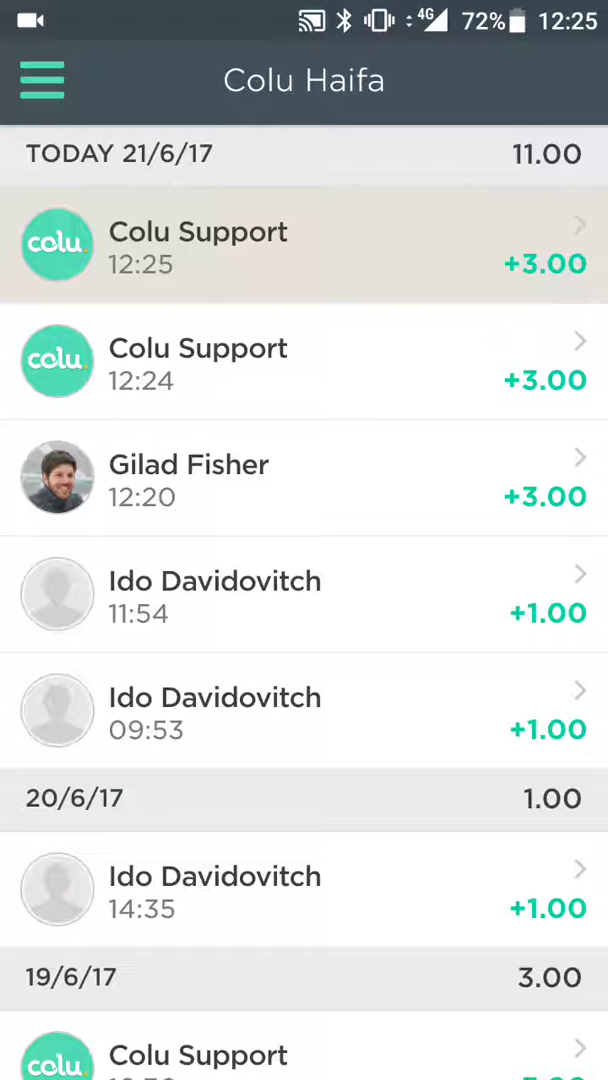 4G 72% 12:25
Colu Haifa
TODAY 21/6/17 11.00
colu. Colu Support
12:25 +3.00
colu. Colu Support
12:24 +3.00
Gilad Fisher
12:20 +3.00
Ido Davidovitch
11:54 +1.00
Ido Davidovitch
09:53 +1.00
20/6/17 1.00
Ido Davidovitch
14:35 +1.00
19/6/17 3.00
colu. Colu Support